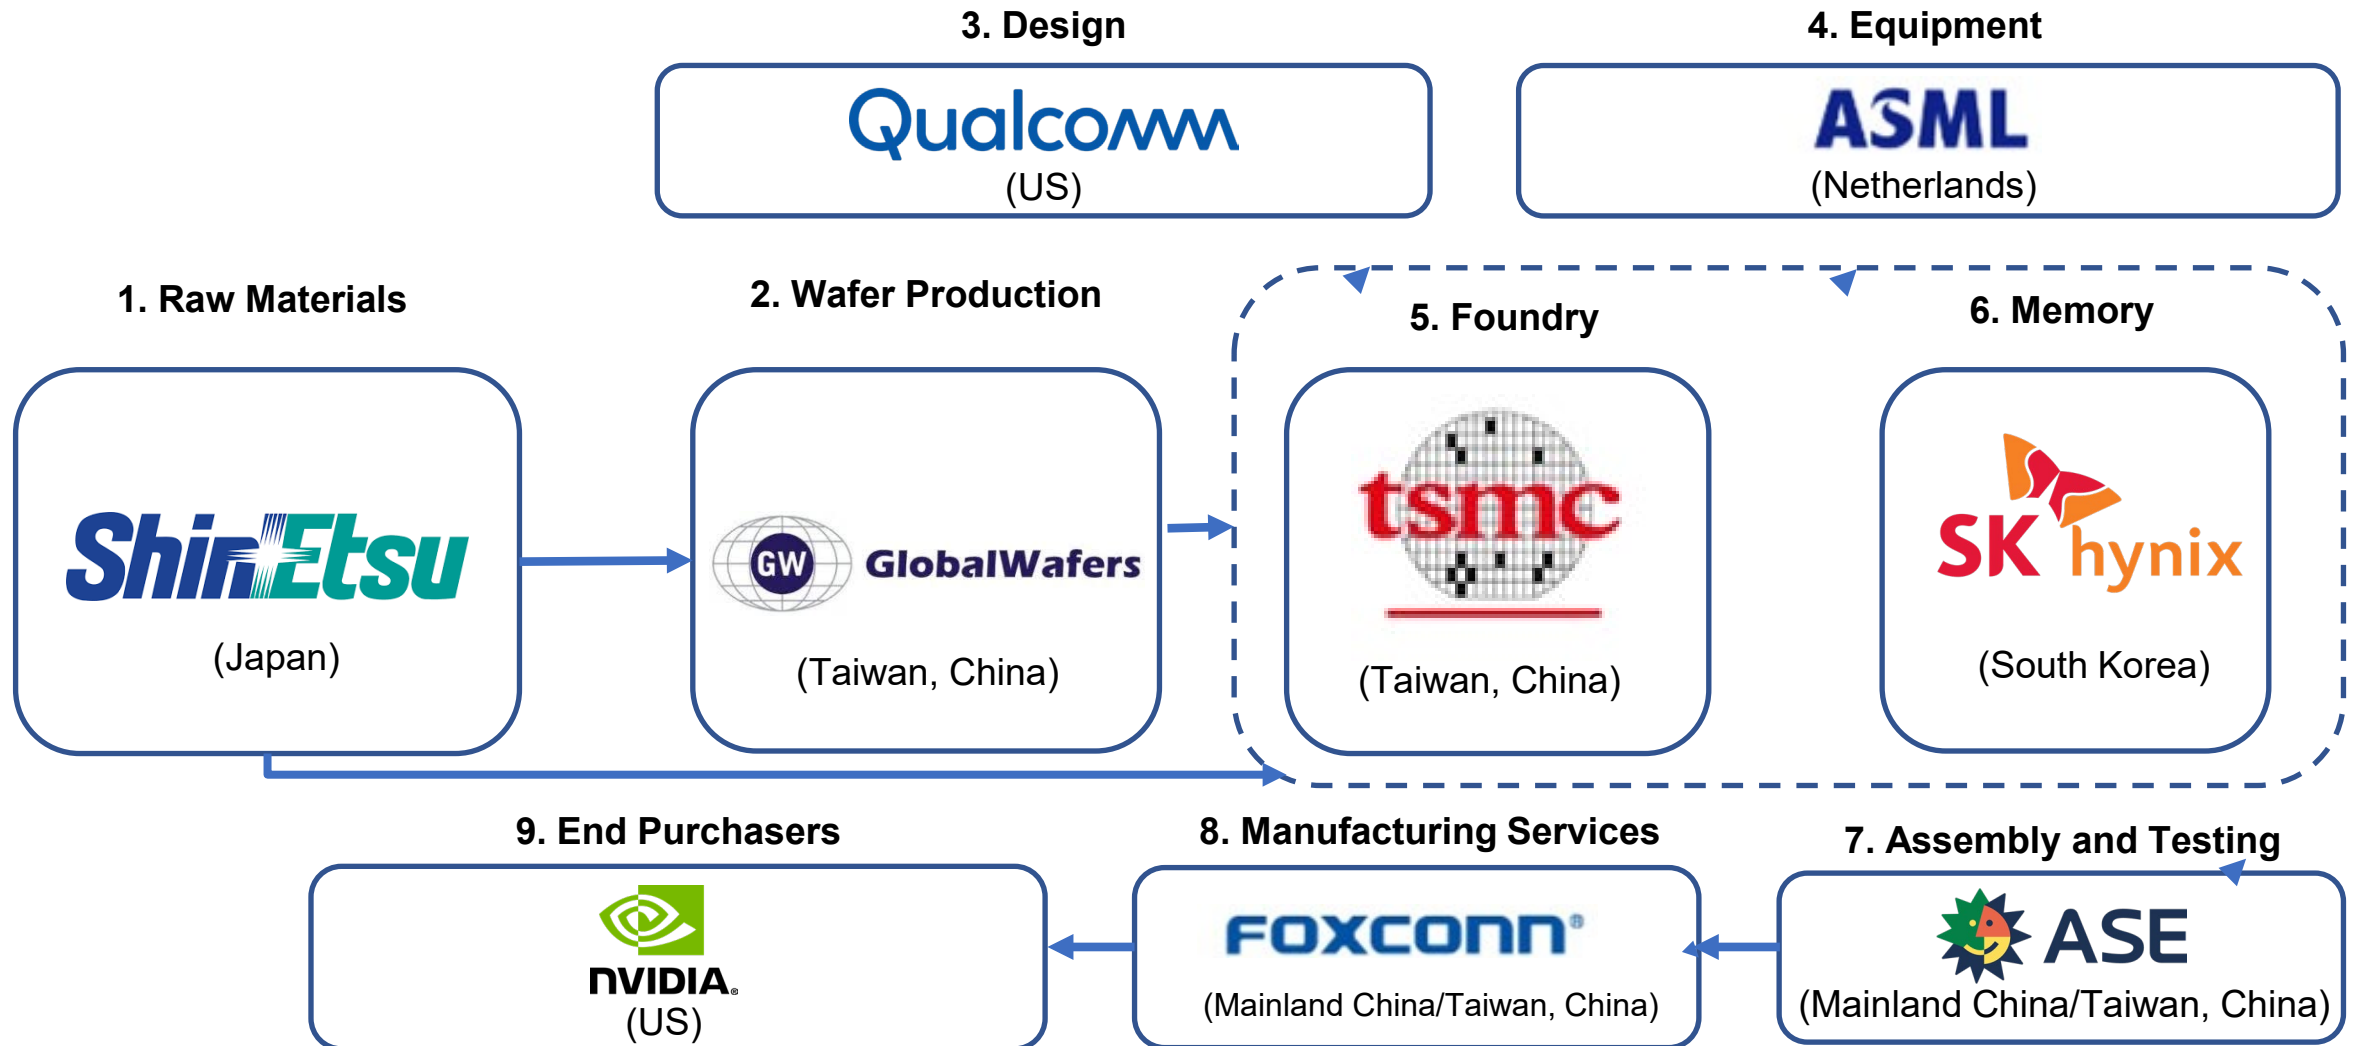 3. Design
4. Equipment
Qualcomm
ASML
(US)
(Netherlands)
1. Raw Materials
2. Wafer Production
5. Foundry
6. Memory
ShinEtsu
(Japan)
GW GlobalWafers
(Taiwan, China)
tsmc
(Taiwan, China)
SK hynix
(South Korea)
9. End Purchasers
8. Manufacturing Services
7. Assembly and Testing
NVIDIA®
(US)
FOXCONN®
(Mainland China/Taiwan, China)
ASE
(Mainland China/Taiwan, China)